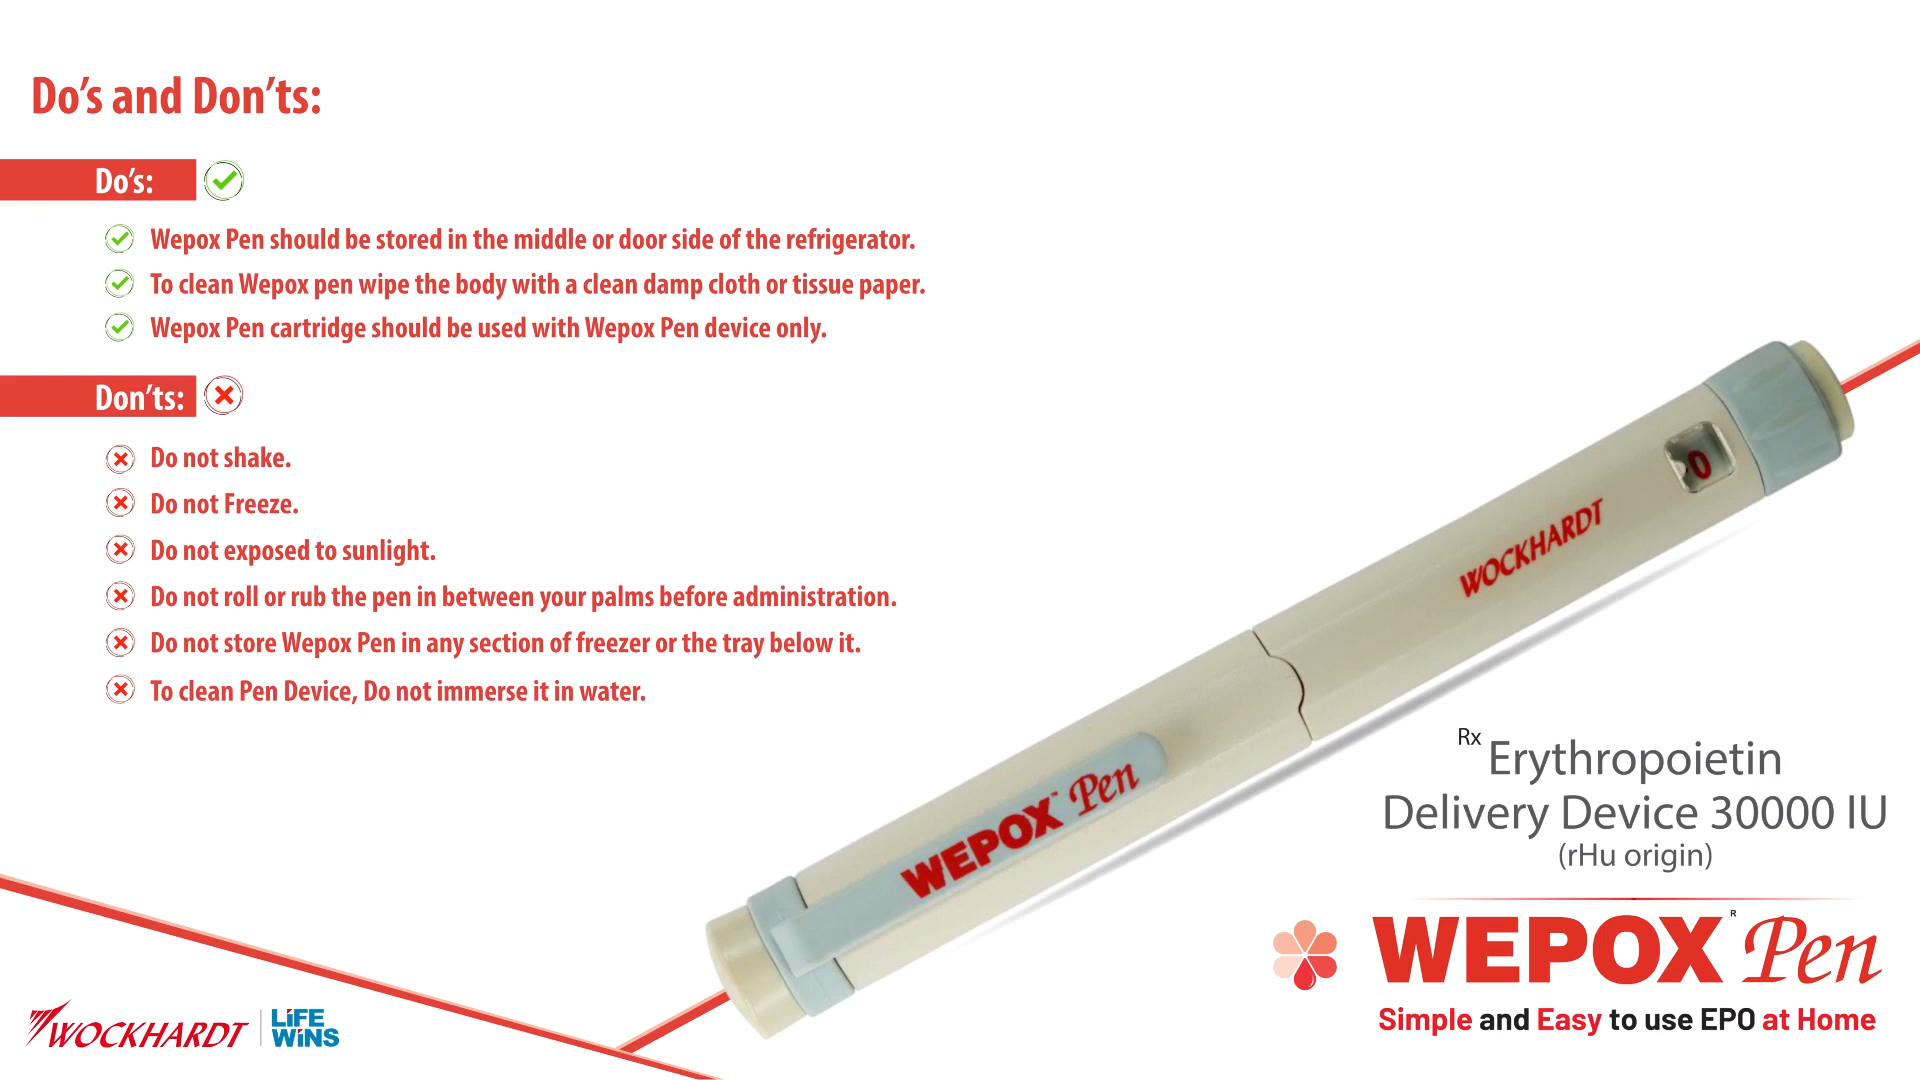 Do’s and Don’ts:
Do’s:
Wepox Pen should be stored in the middle or door side of the refrigerator.
To clean Wepox pen wipe the body with a clean damp cloth or tissue paper.
Wepox Pen cartridge should be used with Wepox Pen device only.
Don’ts:
Do not shake.
Do not Freeze.
Do not exposed to sunlight.
Do not roll or rub the pen in between your palms before administration.
Do not store Wepox Pen in any section of freezer or the tray below it.
To clean Pen Device, Do not immerse it in water.
0
WOCKHARDT
WEPOX™ Pen
Rx Erythropoietin
Delivery Device 30000 IU
(rHu origin)
WEPOX R Pen
Simple and Easy to use EPO at Home
WOCKHARDT
LiFE
WiNS